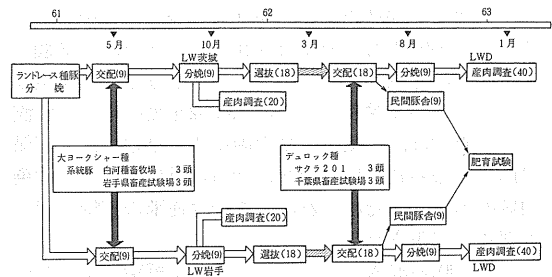 61 62 63
5月 10月 3月 8月 1月
LW茨城 LWD
ランドレース種豚
分娩
交配(9) 分娩(9) 選抜(18) 交配(18) 分娩(9) 産肉調査(40)
産肉調査(20) 民間豚舎(9)
大ヨークシャー種
系統豚 白河種畜牧場 3頭
岩手県畜産試験場3頭
デュロック種
サクラ201 3頭
千葉県畜産試験場3頭
肥育試験
産肉調査(20) 民間豚舎(9)
交配(9) 分娩(9) 選抜(18) 交配(18) 分娩(9) 産肉調査(40)
LW岩手 LWD